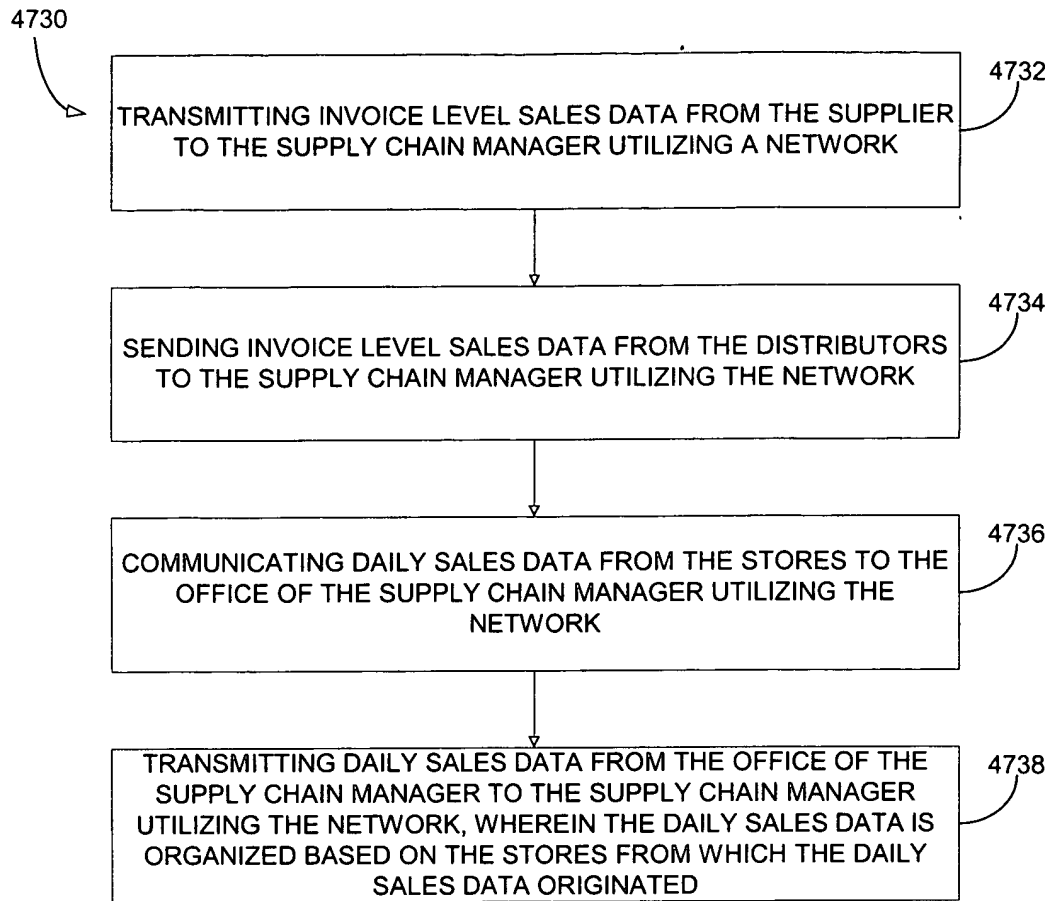 4730
4732
TRANSMITTING INVOICE LEVEL SALES DATA FROM THE SUPPLIER
TO THE SUPPLY CHAIN MANAGER UTILIZING A NETWORK
4734
SENDING INVOICE LEVEL SALES DATA FROM THE DISTRIBUTORS
TO THE SUPPLY CHAIN MANAGER UTILIZING THE NETWORK
4736
COMMUNICATING DAILY SALES DATA FROM THE STORES TO THE
OFFICE OF THE SUPPLY CHAIN MANAGER UTILIZING THE
NETWORK
4738
TRANSMITTING DAILY SALES DATA FROM THE OFFICE OF THE
SUPPLY CHAIN MANAGER TO THE SUPPLY CHAIN MANAGER
UTILIZING THE NETWORK, WHEREIN THE DAILY SALES DATA IS
ORGANIZED BASED ON THE STORES FROM WHICH THE DAILY
SALES DATA ORIGINATED